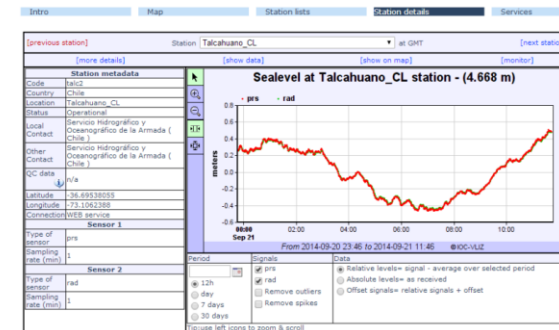 Intro Map Station lists Station details Services
[previous station] Station Talcahuano_CL at GMT [next station
[more details] [show data] [show on map] [monitor]
Station metadata
Code talc2
Country Chile
Location Talcahuano_CL
Status Operational
Local Contact Servicio Hidrográfico y Oceanográfico de la Armada ( Chile )
Other Contact Servicio Hidrográfico y Oceanográfico de la Armada ( Chile )
QC data n/a
Latitude -36.69538055
Longitude -73.1062388
Connection WEB service
Sensor 1
Type of sensor prs
Sampling rate (min) 1
Sensor 2
Type of sensor rad
Sampling rate (min) 1
Sealevel at Talcahuano_CL station - (4.668 m)
prs rad
meters
0.8
0.6
0.4
0.2
0.0
-0.2
-0.4
-0.6
00:00 02:00 04:00 06:00 08:00 10:00
Sep 21
From 2014-09-20 23:46 to 2014-09-21 11:46 ©IOC-VLIZ
Period Signals Data
12h
day
7 days
30 days
prs
rad
Remove outliers
Remove spikes
Relative levels= signal - average over selected period
Absolute levels= as received
Offset signals= relative signals + offset
Tip:use left icons to zoom & scroll